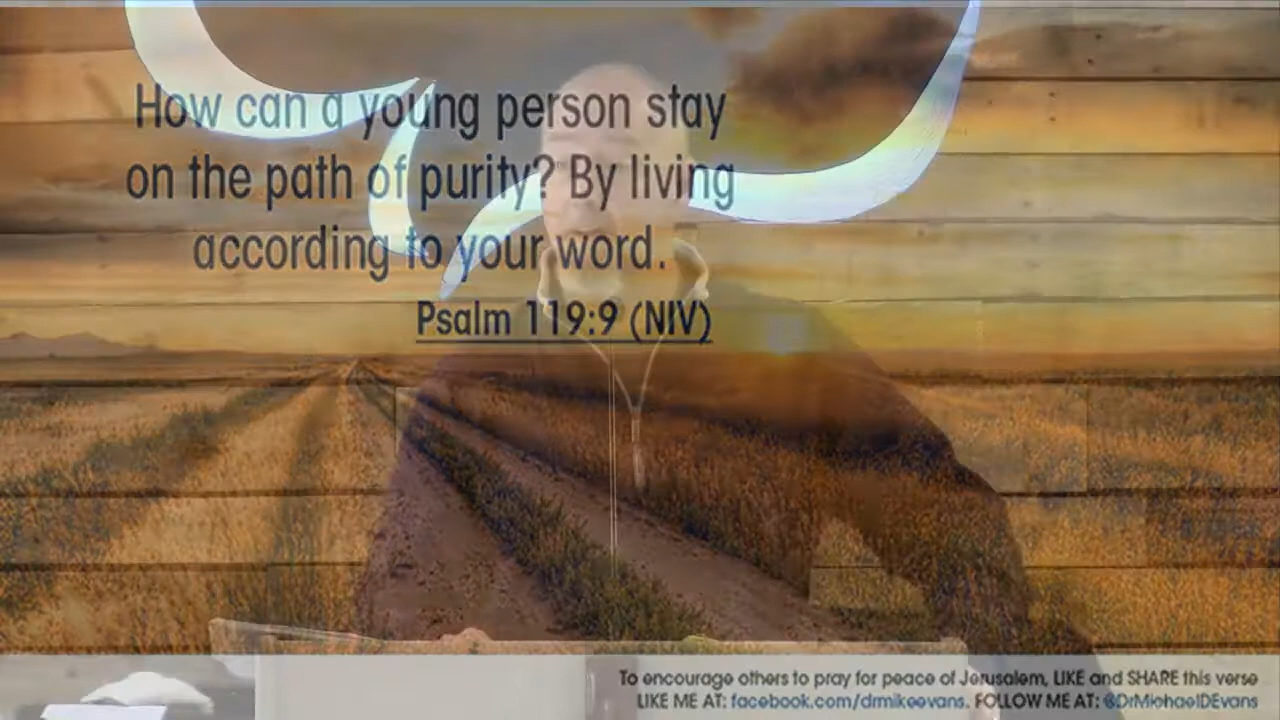 How can a young person stay
on the path of purity? By living
according to your word.
Psalm 119:9 (NIV)
To encourage others to pray for peace of Jerusalem, LIKE and SHARE this verse
LIKE ME AT: facebook.com/drmikeevans. FOLLOW ME AT: @DrMichaelDEvans